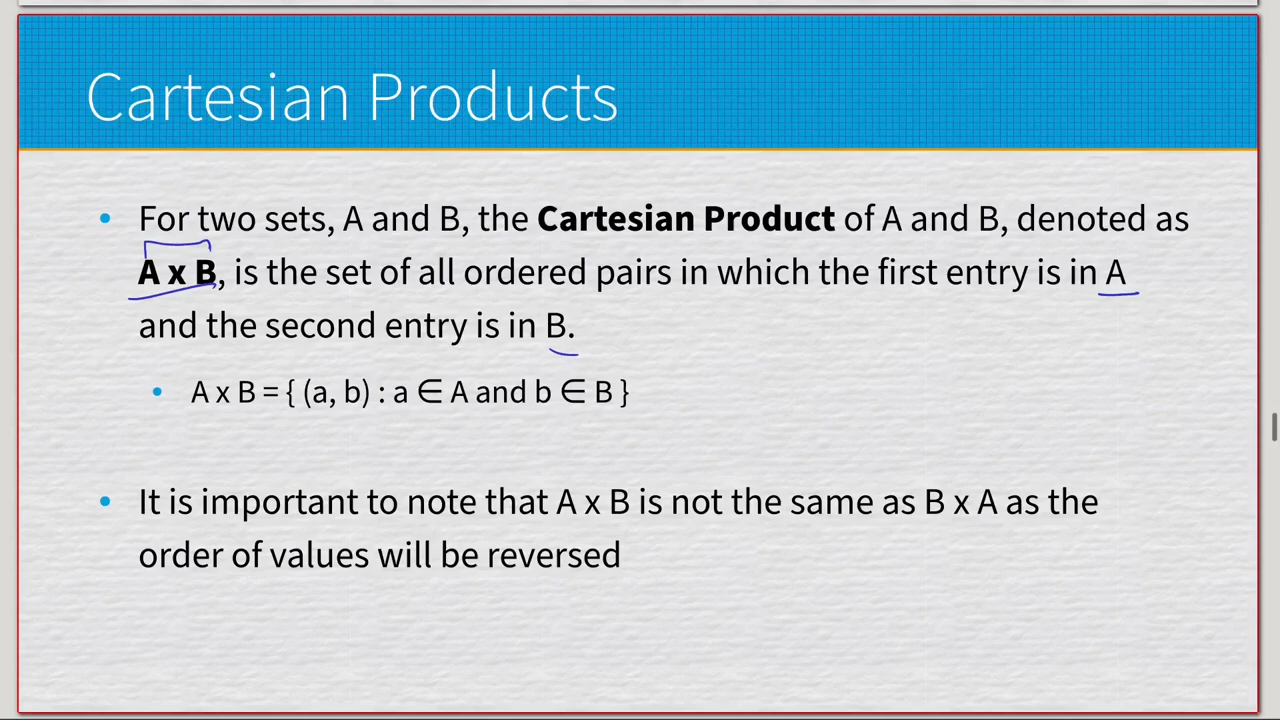 Cartesian Products
• For two sets, A and B, the Cartesian Product of A and B, denoted as
A x B, is the set of all ordered pairs in which the first entry is in A
and the second entry is in B.
• A x B = { (a, b) : a ∈ A and b ∈ B }
• It is important to note that A x B is not the same as B x A as the
order of values will be reversed